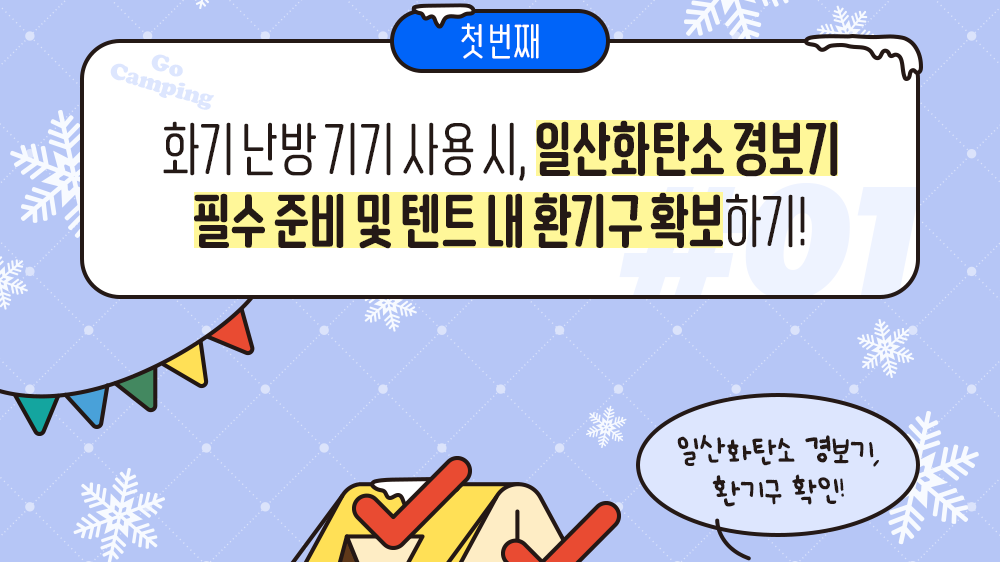 첫번째
Go
Camping
화기 난방 기기 사용 시, 일산화탄소 경보기
필수 준비 및 텐트 내 환기구 확보하기!
#01
일산화탄소 경보기,
환기구 확인!